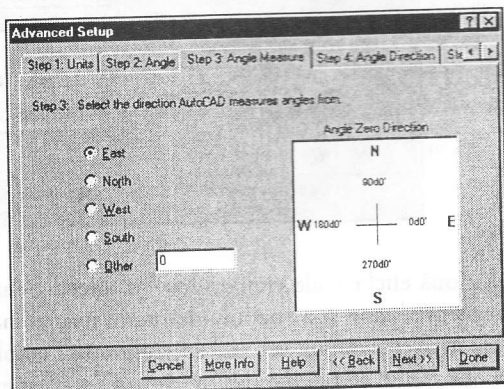 Advanced Setup
Step 1: Units Step 2: Angle Step 3: Angle Measure Step 4: Angle Direction Ste
Step 3: Select the direction AutoCAD measures angles from.
Angle Zero Direction
East
North
West
South
Other 0
N
90d0'
W 180d0' 0d0' E
270d0'
S
Cancel More Info Help << Back Next >> Done